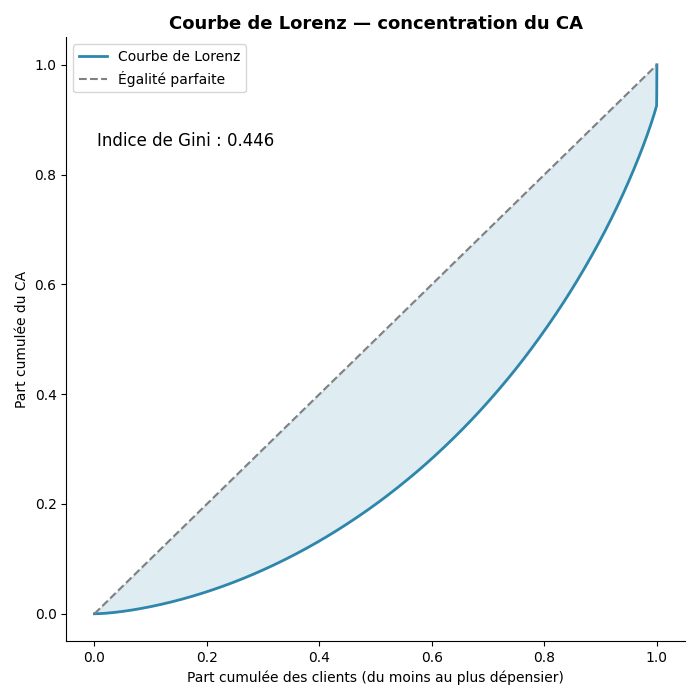 Courbe de Lorenz — concentration du CA
Courbe de Lorenz
Égalité parfaite
Indice de Gini : 0.446
1.0
0.8
0.6
0.4
0.2
0.0
Part cumulée du CA
0.0 0.2 0.4 0.6 0.8 1.0
Part cumulée des clients (du moins au plus dépensier)